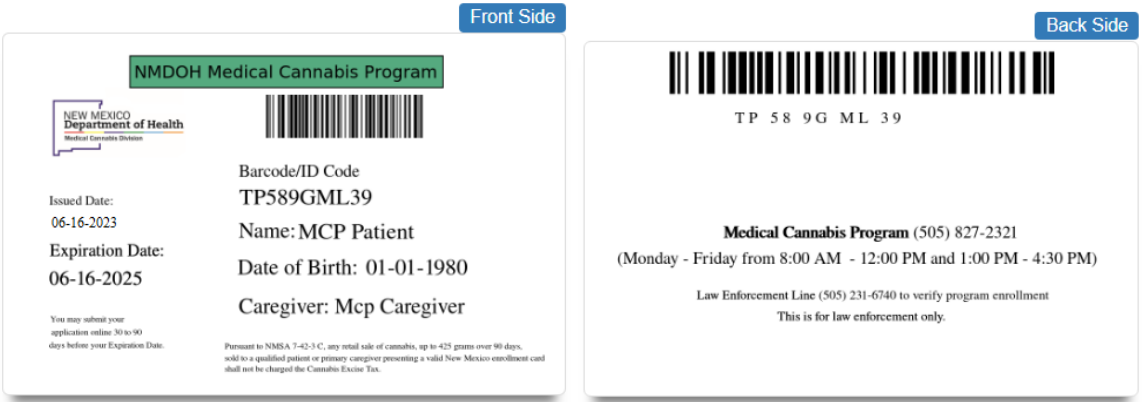 Front Side
NMDOH Medical Cannabis Program
NEW MEXICO
Department of Health
Medical Cannabis Division
Barcode/ID Code
TP589GML39
Issued Date:
06-16-2023
Name: MCP Patient
Expiration Date:
06-16-2025
Date of Birth: 01-01-1980
Caregiver: Mcp Caregiver
You may submit your
application online 30 to 90
days before your Expiration Date.
Pursuant to NMSA 7-42-3 C, any retail sale of cannabis, up to 425 grams over 90 days,
sold to a qualified patient or primary caregiver presenting a valid New Mexico enrollment card
shall not be charged the Cannabis Excise Tax.
Back Side
TP 58 9G ML 39
Medical Cannabis Program (505) 827-2321
(Monday - Friday from 8:00 AM - 12:00 PM and 1:00 PM - 4:30 PM)
Law Enforcement Line (505) 231-6740 to verify program enrollment
This is for law enforcement only.